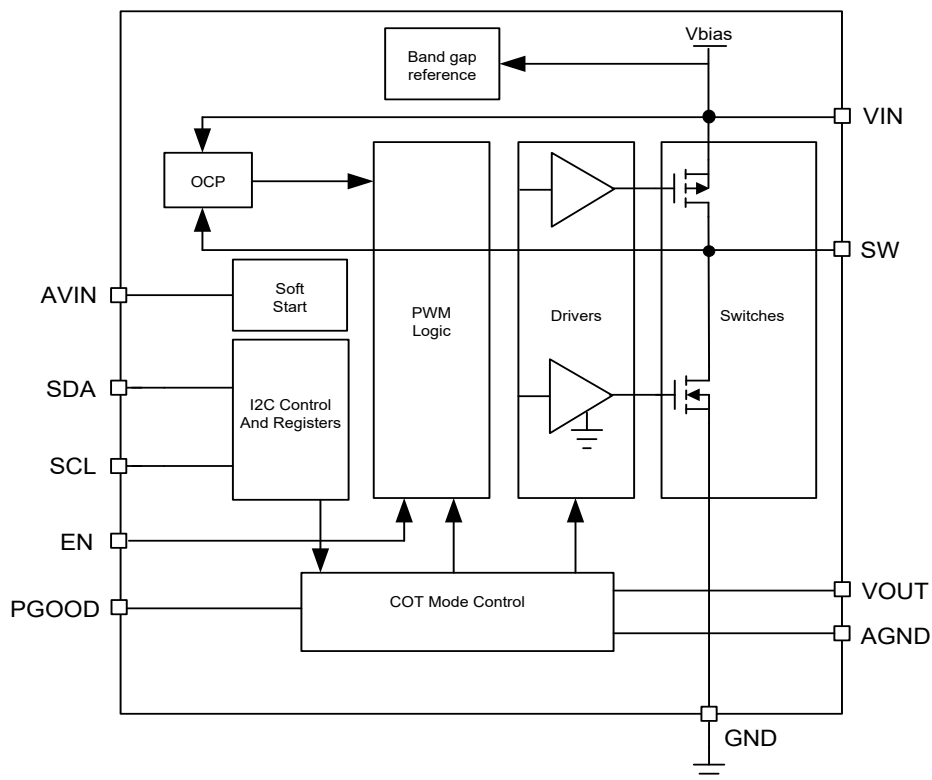 Vbias
Band gap
reference
VIN
OCP
SW
AVIN
Soft
Start
PWM
Logic
Drivers
Switches
SDA
I2C Control
And Registers
SCL
EN
PGOOD
COT Mode Control
VOUT
AGND
GND